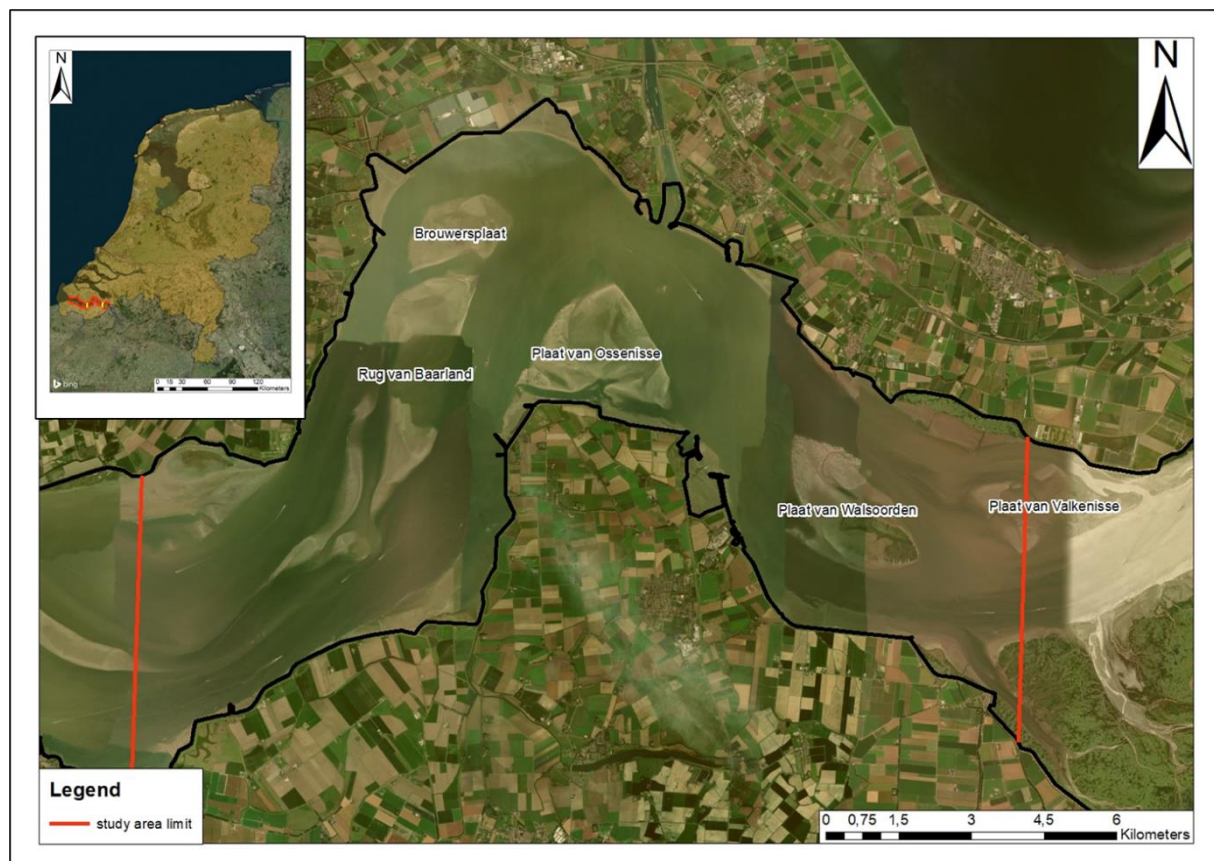 N
N
Brouwersplaat
Plaat van Ossenisse
Rug van Baarland
bing
0 15 30 60 90 120
Kilometers
Plaat van Walsoorden
Plaat van Valkenisse
Legend
study area limit
0 0,75 1,5 3 4,5 6
Kilometers